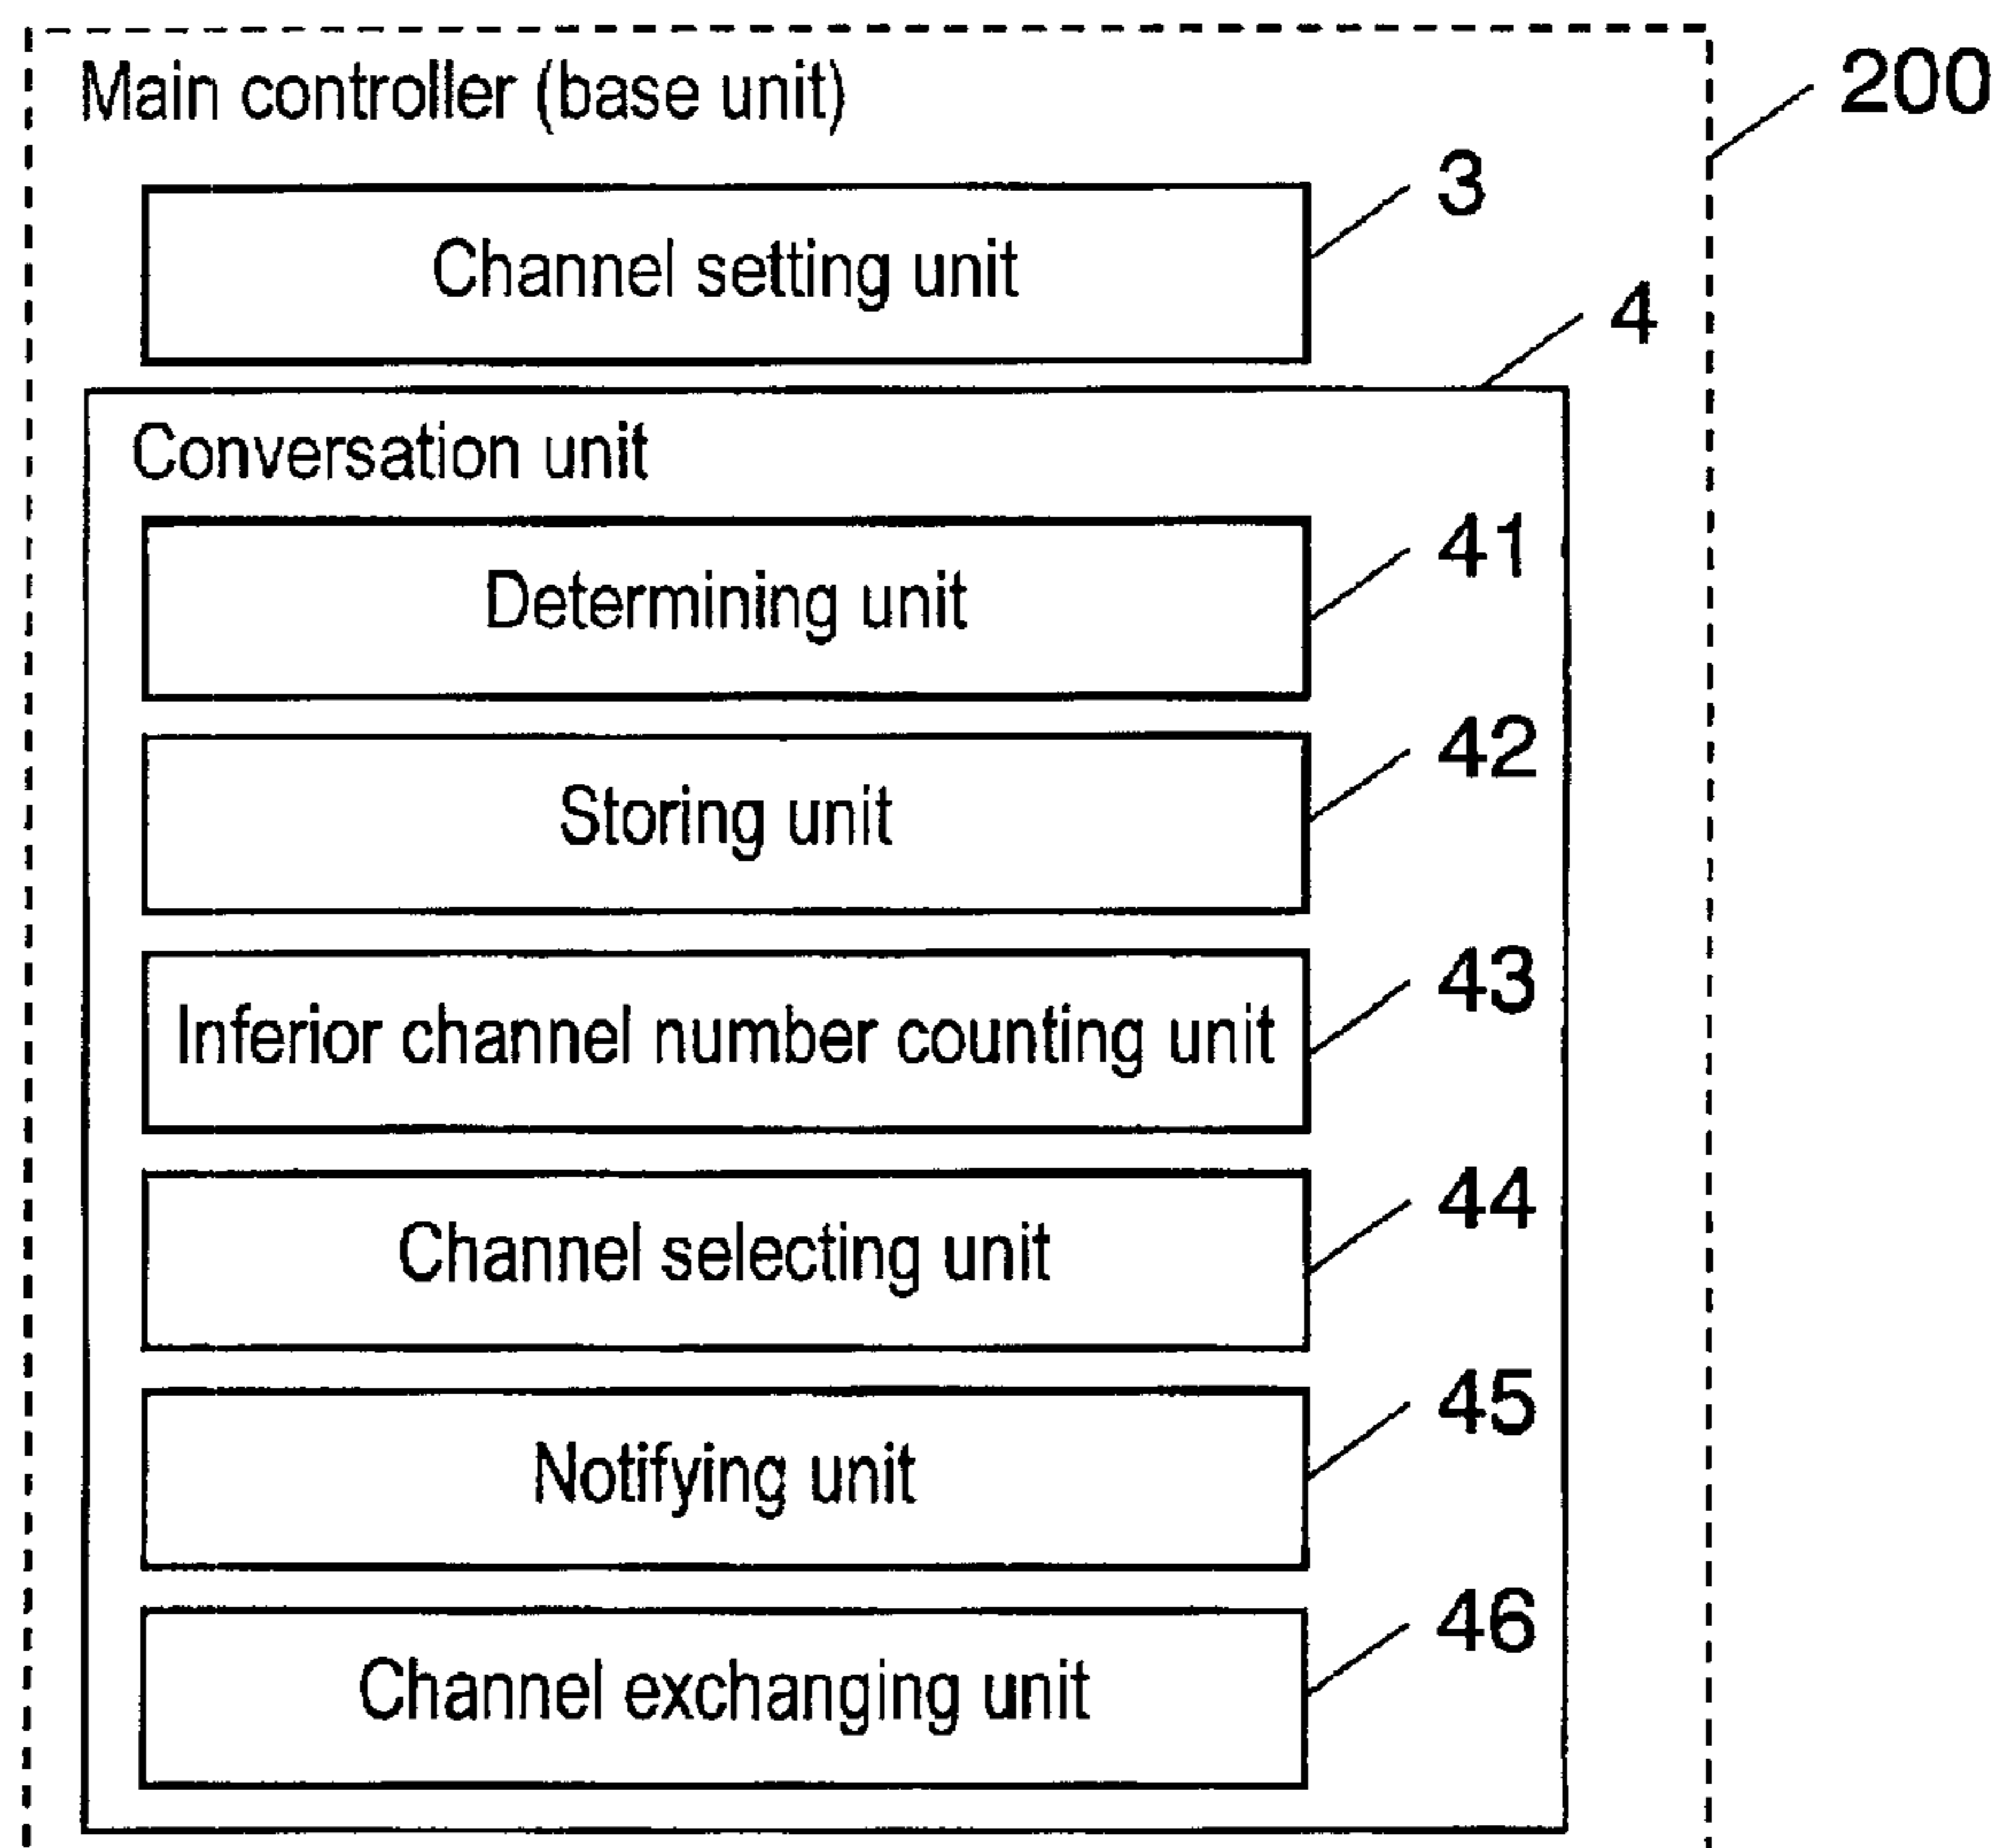 Main controller (base unit)
200
3
Channel setting unit
4
Conversation unit
41
Determining unit
42
Storing unit
43
Inferior channel number counting unit
44
Channel selecting unit
45
Notifying unit
46
Channel exchanging unit